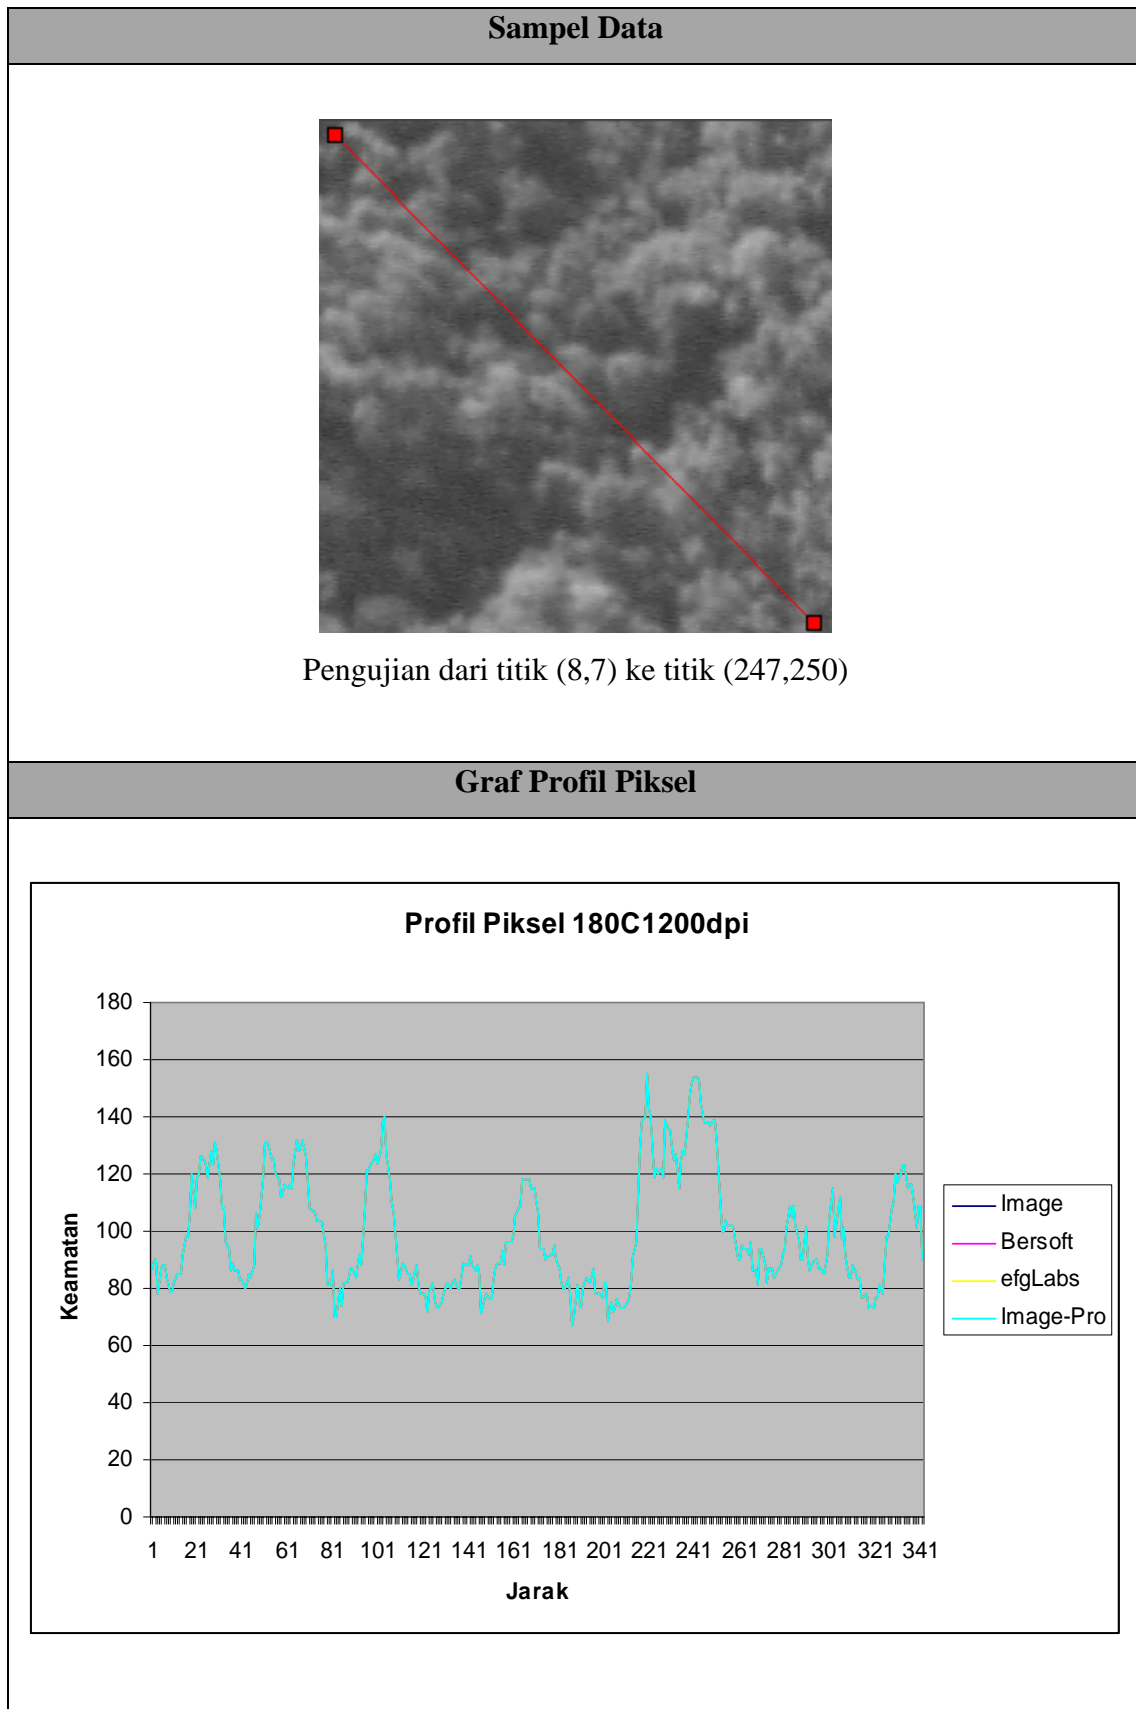 Sampel Data
Pengujian dari titik (8,7) ke titik (247,250)
Graf Profil Piksel
Profil Piksel 180C1200dpi
180
160
140
120
100
80
60
40
20
0
Keamatan
1 21 41 61 81 101 121 141 161 181 201 221 241 261 281 301 321 341
Jarak
Image
Bersoft
efgLabs
Image-Pro